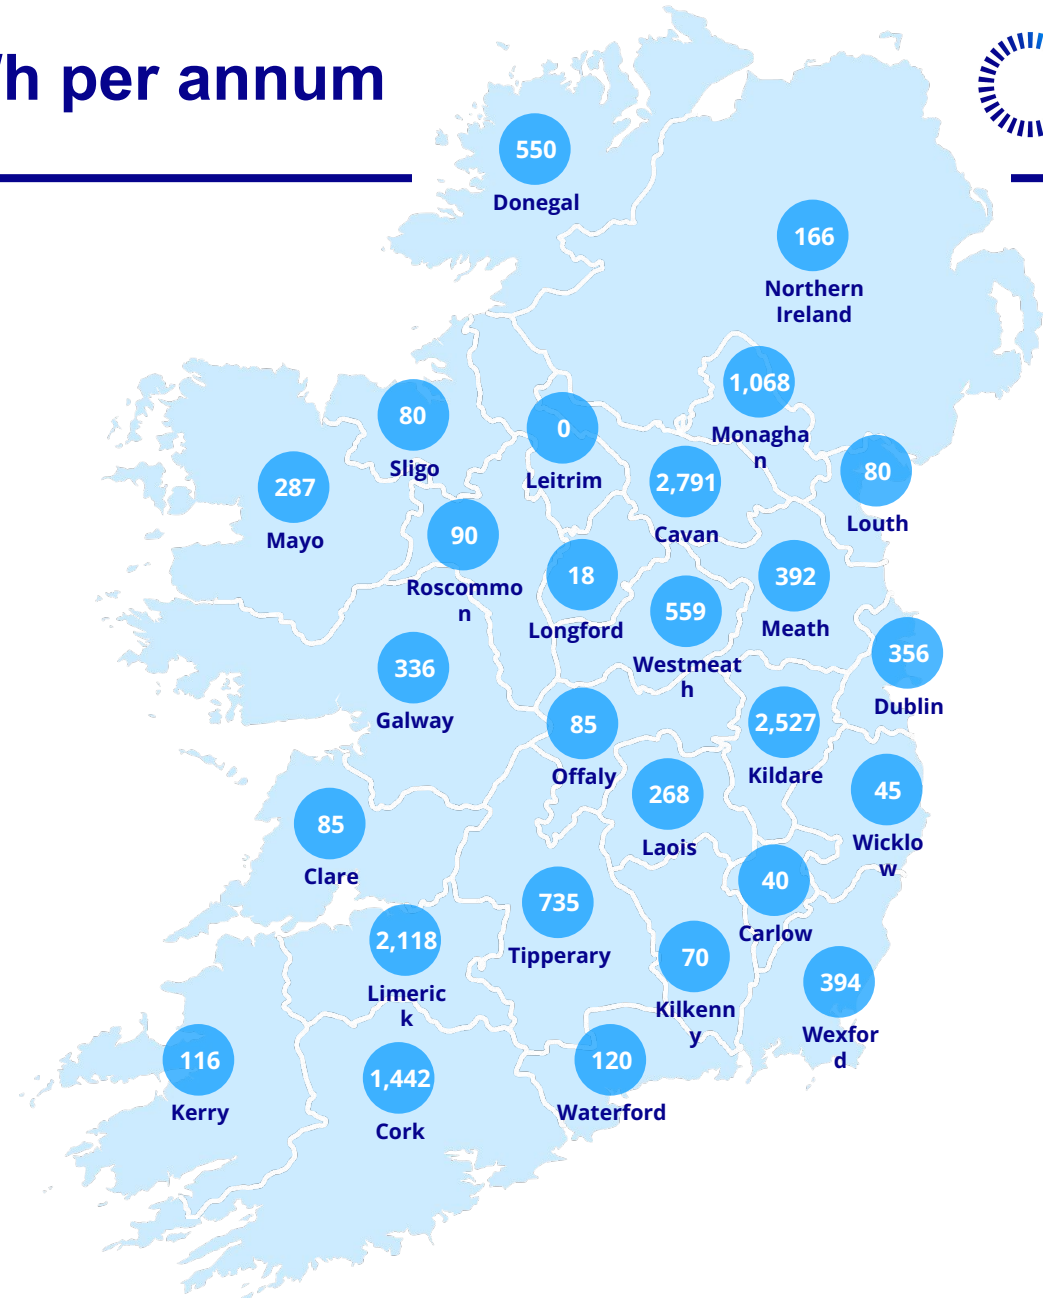 /h per annum
550
Donegal
166
Northern
Ireland
1,068
Monagha
n
80
Sligo
0
Leitrim
80
Louth
287
Mayo
2,791
Cavan
90
Roscommo
n
18
Longford
392
Meath
559
Westmeat
h
356
Dublin
336
Galway
85
Offaly
2,527
Kildare
268
Laois
45
Wicklo
w
85
Clare
40
Carlow
735
Tipperary
2,118
Limeric
k
70
Kilkenn
y
394
Wexfor
d
116
Kerry
1,442
Cork
120
Waterford